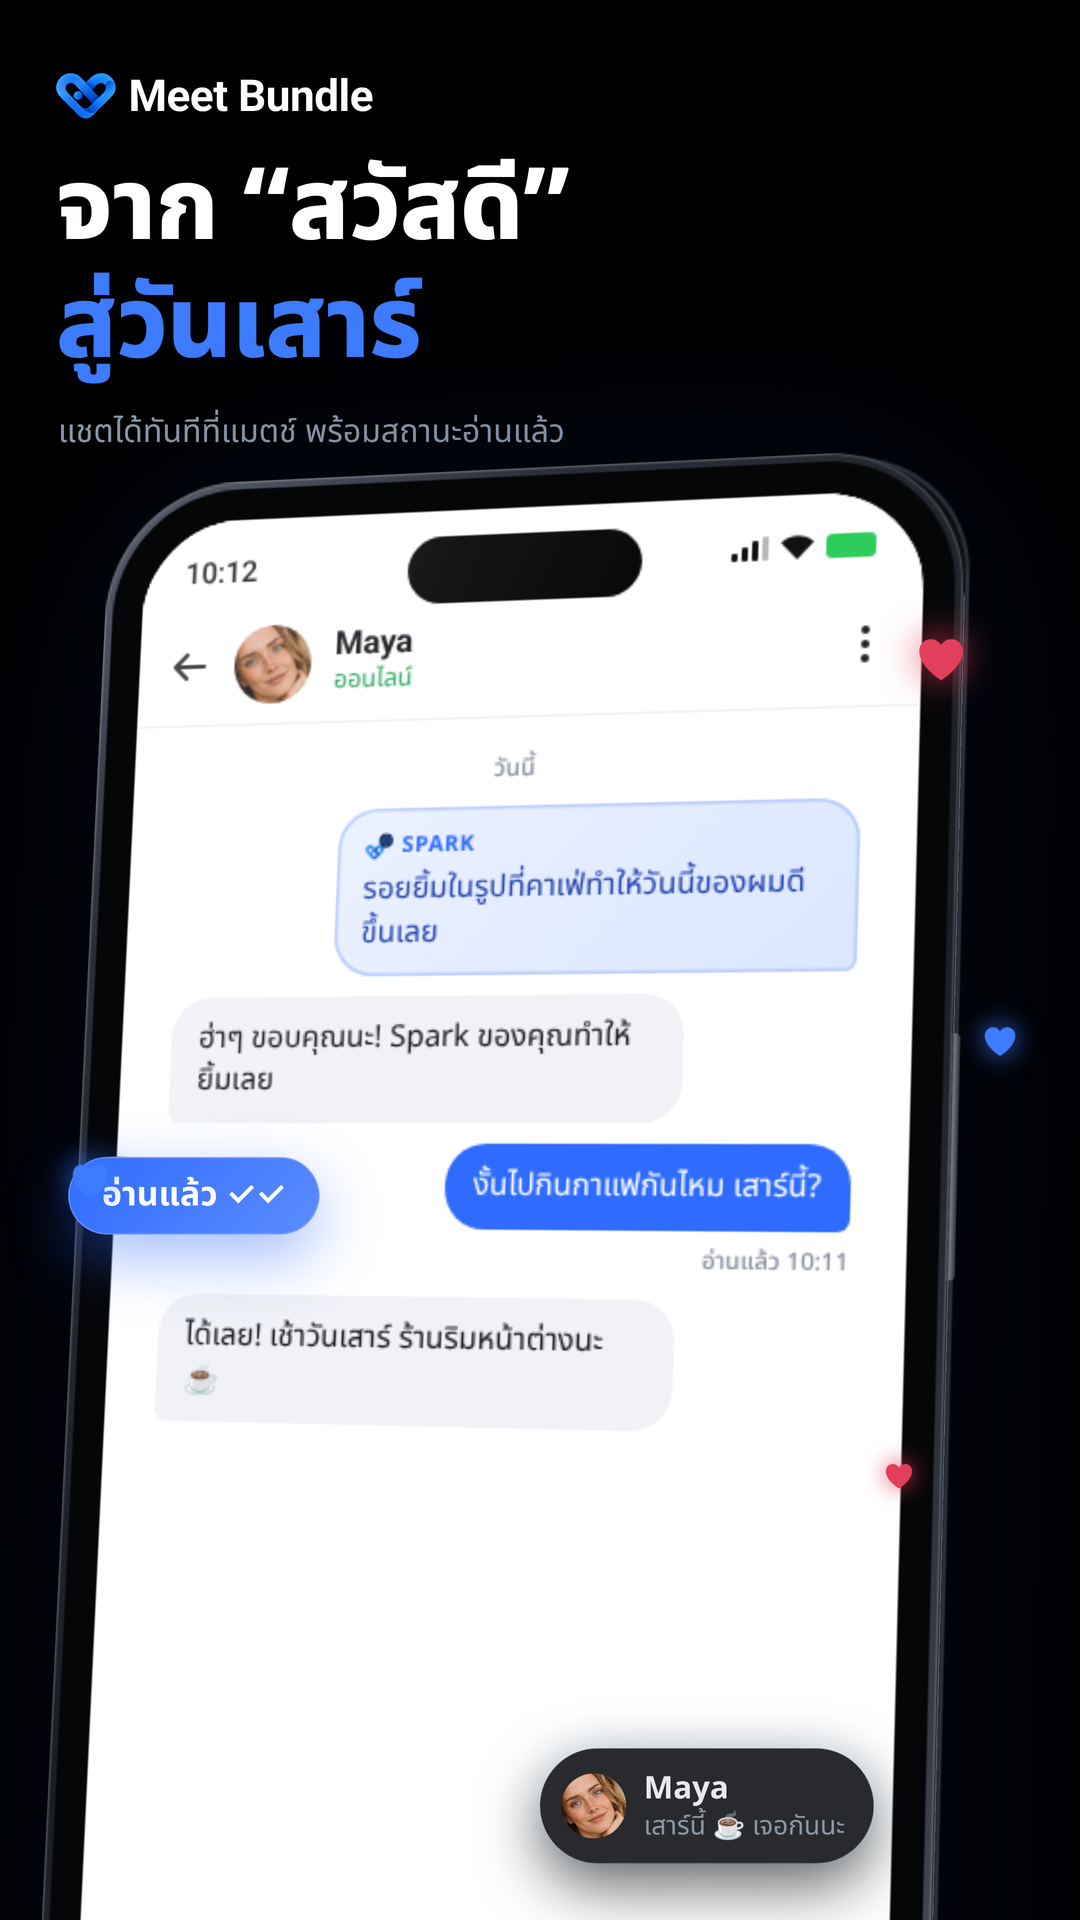 Meet Bundle
จาก “สวัสดี”
สู่วันเสาร์
แชตได้ทันทีที่แมตช์ พร้อมสถานะอ่านแล้ว
10:12
Maya
ออนไลน์
วันนี้
SPARK
รอยยิ้มในรูปที่คาเฟ่ทำให้วันนี้ของผมดี
ขึ้นเลย
ฮ่าๆ ขอบคุณนะ! Spark ของคุณทำให้
ยิ้มเลย
อ่านแล้ว ✓✓
งั้นไปกินกาแฟกันไหม เสาร์นี้?
อ่านแล้ว 10:11
ได้เลย! เช้าวันเสาร์ ร้านริมหน้าต่างนะ
☕
Maya
เสาร์นี้ ☕ เจอกันนะ